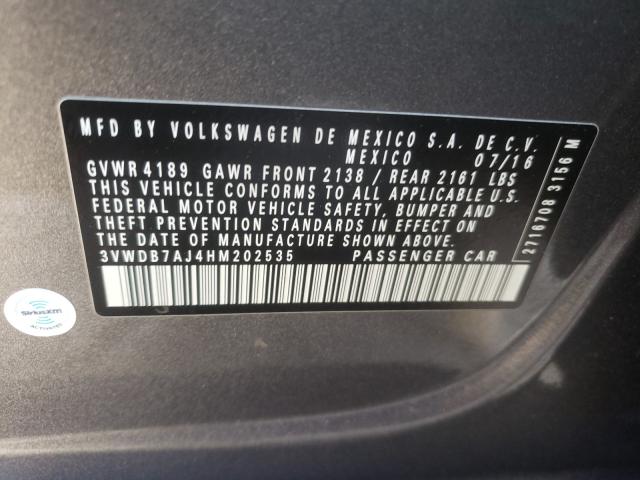 MFD BY VOLKSWAGEN DE MEXICO S.A. DE C.V.
MEXICO 07/16
GVWR 4189 GAWR FRONT 2138 / REAR 2161 LBS
THIS VEHICLE CONFORMS TO ALL APPLICABLE U.S.
FEDERAL MOTOR VEHICLE SAFETY, BUMPER AND
THEFT PREVENTION STANDARDS IN EFFECT ON
THE DATE OF MANUFACTURE SHOWN ABOVE.
3VWDB7AJ4HM202535 PASSENGER CAR
2716708 3156 M
SiriusXM
ACTIVATED